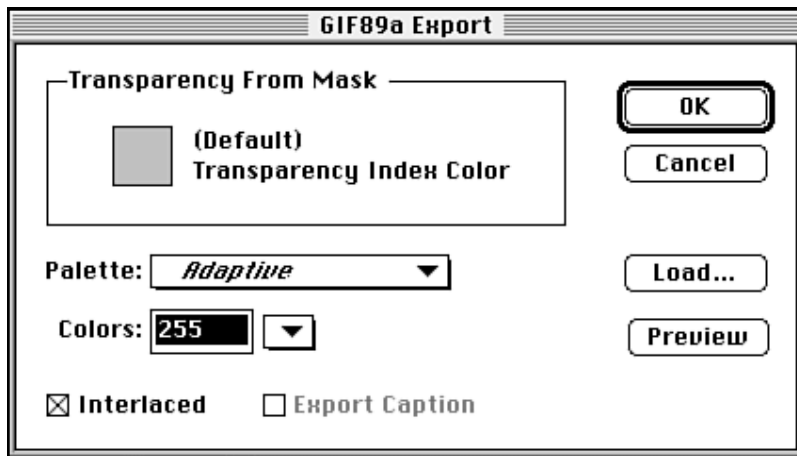 GIF89a Export
Transparency From Mask
(Default)
Transparency Index Color
OK
Cancel
Palette: Adaptive
Load...
Colors: 255
Preview
Interlaced
Export Caption